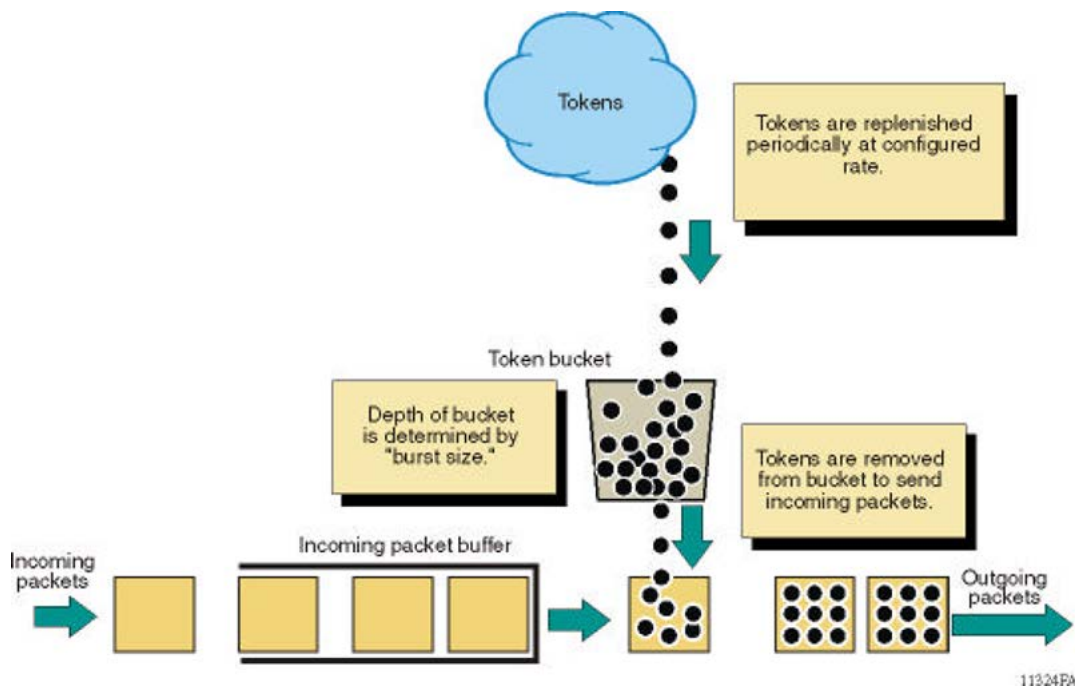 Tokens
Tokens are replenished
periodically at configured
rate.
Token bucket
Depth of bucket
is determined by
"burst size."
Tokens are removed
from bucket to send
incoming packets.
Incoming packet buffer
Incoming
packets
Outgoing
packets
11324PA